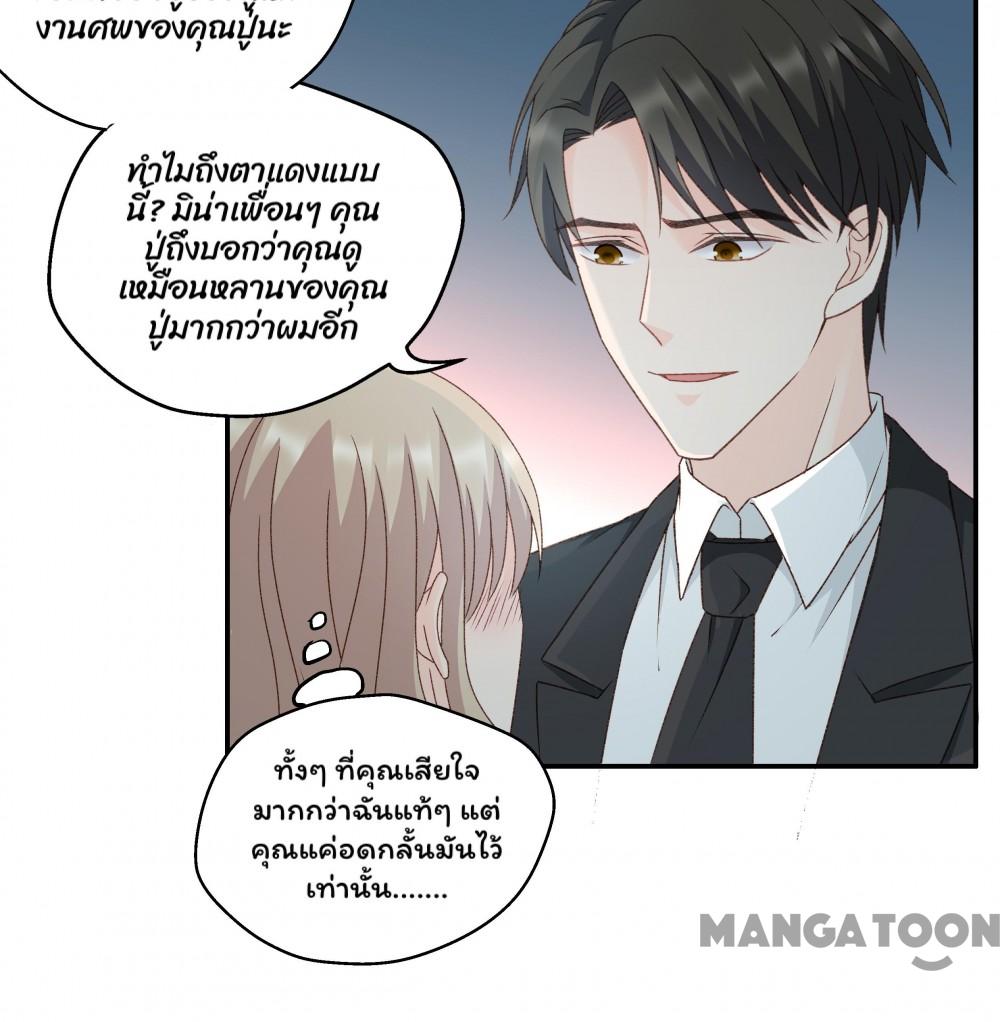 งานศพของคุณปู่นะ
ทำไมถึงตาแดงแบบ
นี้? มิน่าเพื่อนๆ คุณ
ปู่ถึงบอกว่าคุณดู
เหมือนหลานของคุณ
ปู่มากกว่าผมอีก
ทั้งๆ ที่คุณเสียใจ
มากกว่าฉันแท้ๆ แต่
คุณแค่อดกลั้นมันไว้
เท่านั้น.......
MANGATOON